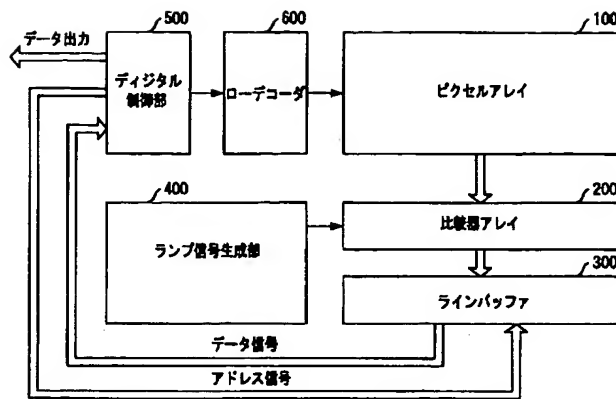 500
600
100
データ出力
ディジタル
制御部
ローデコーダ
ピクセルアレイ
400
200
ランプ信号生成部
比較器アレイ
300
ラインバッファ
データ信号
アドレス信号